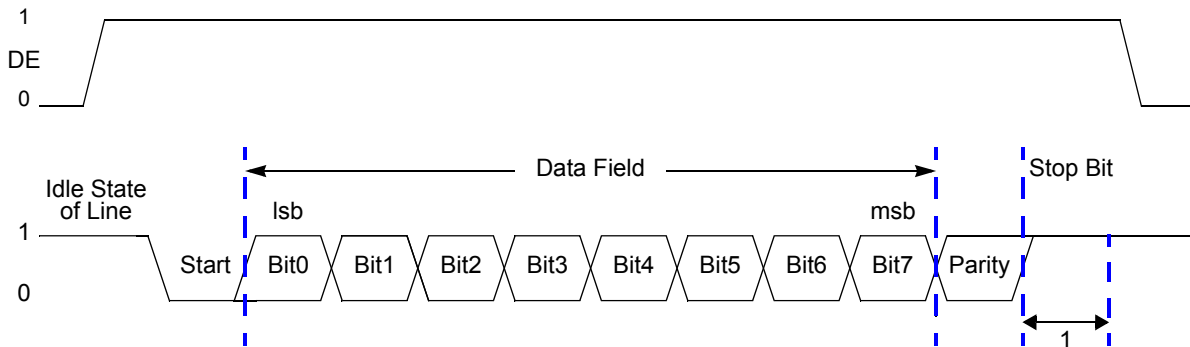 1
DE
0
Data Field
Stop Bit
Idle State
of Line
lsb
msb
1
Start
Bit0
Bit1
Bit2
Bit3
Bit4
Bit5
Bit6
Bit7
Parity
0
1